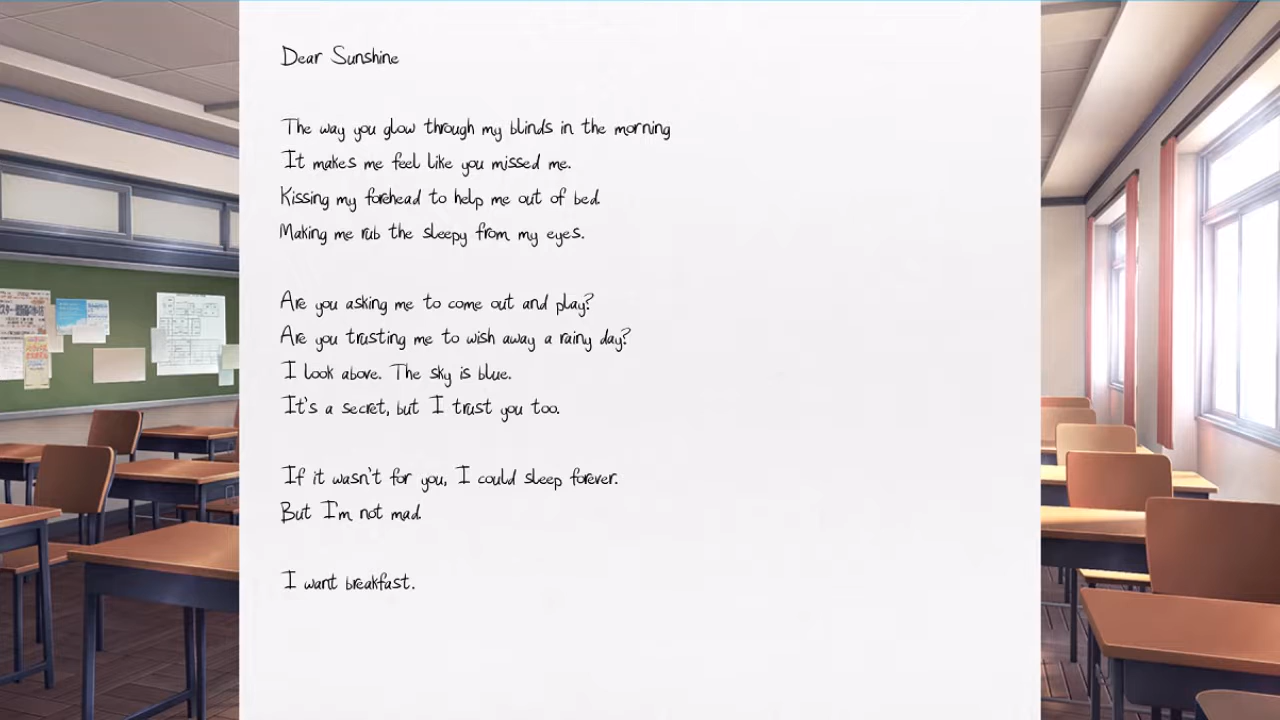 Dear Sunshine
The way you glow through my blinds in the morning
It makes me feel like you missed me.
Kissing my forehead to help me out of bed.
Making me rub the sleepy from my eyes.
Are you asking me to come out and play?
Are you trusting me to wish away a rainy day?
I look above. The sky is blue.
It's a secret, but I trust you too.
If it wasn't for you, I could sleep forever.
But I'm not mad.
I want breakfast.